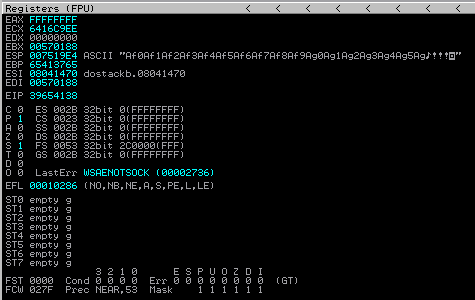 Registers (FPU) < < < < < < <
EAX FFFFFFFF
ECX 6416C9EE
EDX 00000000
EBX 00570188
ESP 007519E4 ASCII "Af0Af1Af2Af3Af4Af5Af6Af7Af8Af9Ag0Ag1Ag2Ag3Ag4Ag5Ag
EBP 65413765
ESI 08041470 dostackb.08041470
EDI 00570188
EIP 39654138
C 0 ES 002B 32bit 0(FFFFFFFF)
P 1 CS 0023 32bit 0(FFFFFFFF)
A 0 SS 002B 32bit 0(FFFFFFFF)
Z 0 DS 002B 32bit 0(FFFFFFFF)
S 1 FS 0053 32bit 2C0000(FFF)
T 0 GS 002B 32bit 0(FFFFFFFF)
D 0
O 0 LastErr WSAENOTSOCK (00002736)
EFL 00010286 (NO,NB,NE,A,S,PE,L,LE)
ST0 empty g
ST1 empty g
ST2 empty g
ST3 empty g
ST4 empty g
ST5 empty g
ST6 empty g
ST7 empty g
3 2 1 0 E S P U O Z D I
FST 0000 Cond 0 0 0 0 Err 0 0 0 0 0 0 0 0 (GT)
FCW 027F Prec NEAR,53 Mask 1 1 1 1 1 1